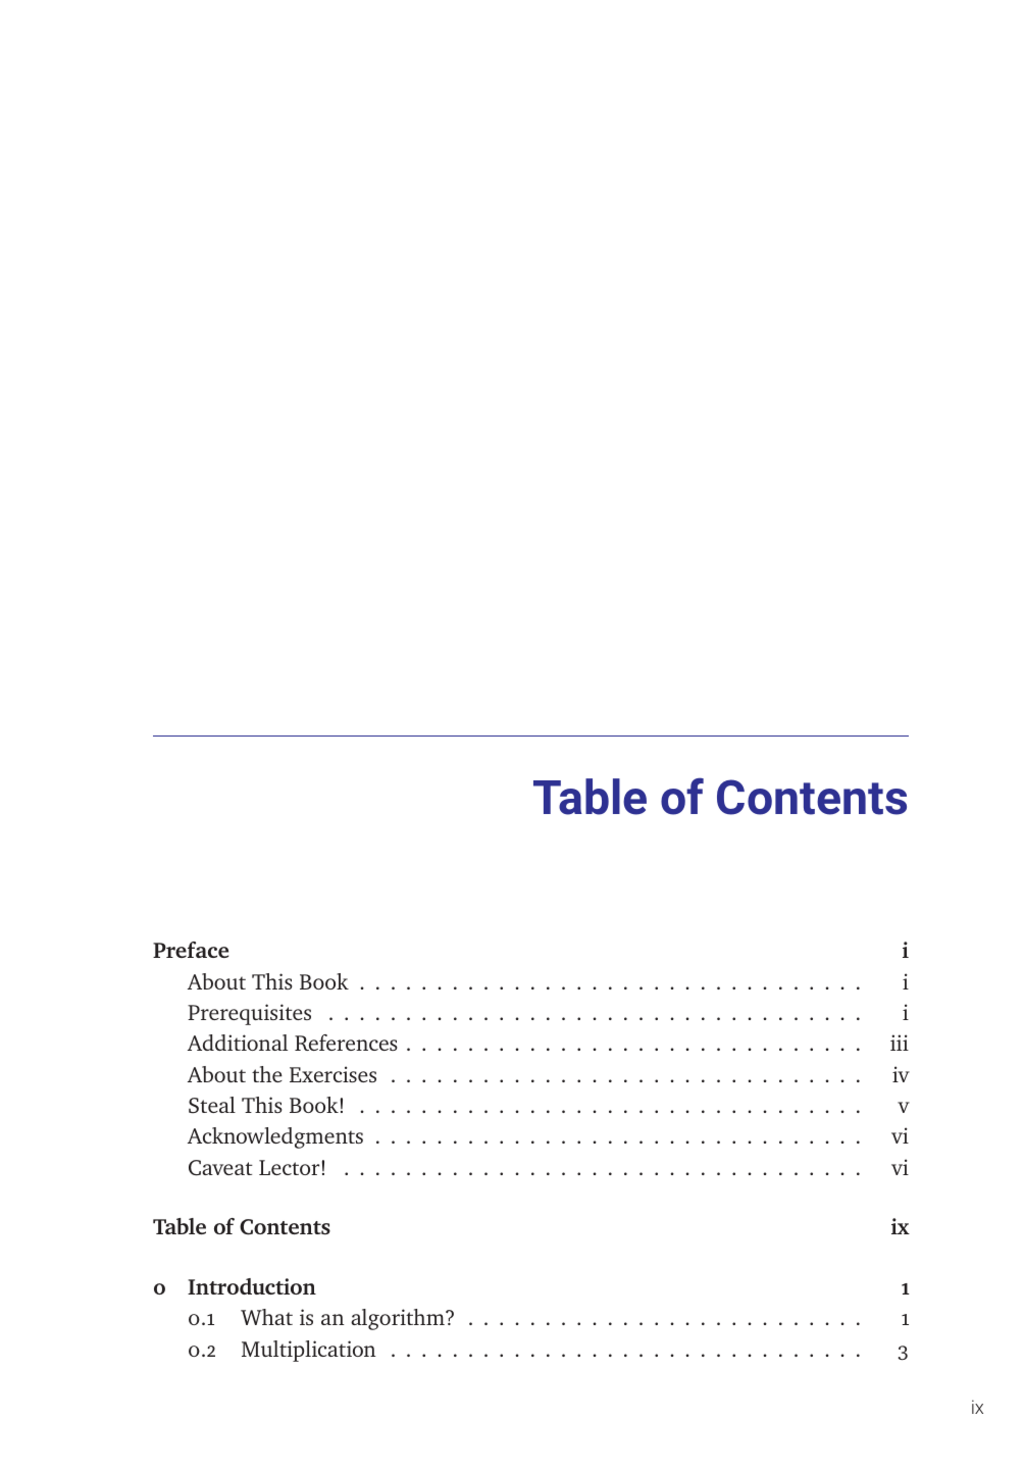 Table of Contents
Preface i
About This Book . . . . . . . . . . . . . . . . . . . . . . . . . . . . . . . . . i
Prerequisites . . . . . . . . . . . . . . . . . . . . . . . . . . . . . . . . . . . i
Additional References . . . . . . . . . . . . . . . . . . . . . . . . . . . . . . iii
About the Exercises . . . . . . . . . . . . . . . . . . . . . . . . . . . . . . . iv
Steal This Book! . . . . . . . . . . . . . . . . . . . . . . . . . . . . . . . . . v
Acknowledgments . . . . . . . . . . . . . . . . . . . . . . . . . . . . . . . . vi
Caveat Lector! . . . . . . . . . . . . . . . . . . . . . . . . . . . . . . . . . . vi
Table of Contents ix
0 Introduction 1
0.1 What is an algorithm? . . . . . . . . . . . . . . . . . . . . . . . . . . 1
0.2 Multiplication . . . . . . . . . . . . . . . . . . . . . . . . . . . . . . . 3
ix